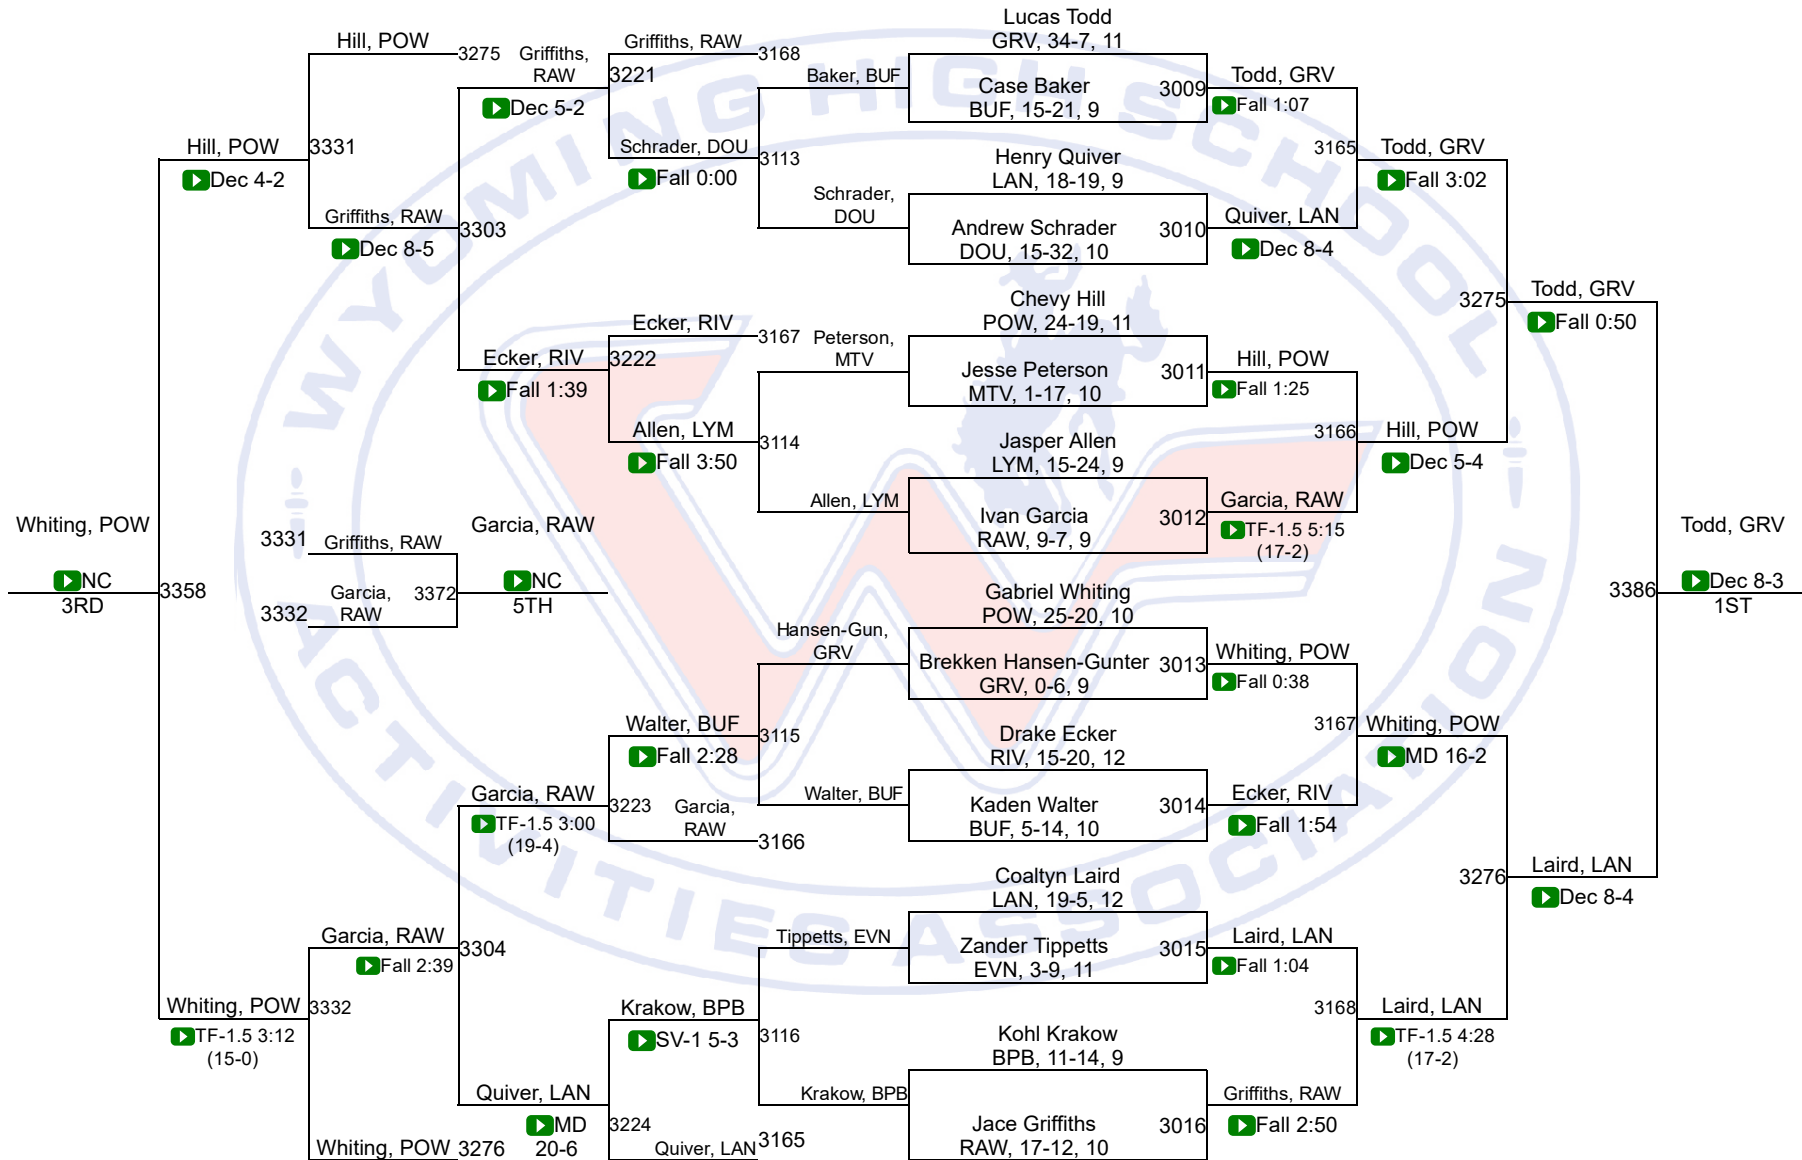 Lucas Todd
GRV, 34-7, 11
Hill, POW
3275
Griffiths,
RAW
Griffiths, RAW
3168
3221
Baker, BUF
Case Baker
BUF, 15-21, 9
3009
Todd, GRV
Fall 1:07
Dec 5-2
Hill, POW
3331
Dec 4-2
Schrader, DOU
3113
Fall 0:00
Henry Quiver
LAN, 18-19, 9
3165
Todd, GRV
Fall 3:02
Schrader,
DOU
Griffiths, RAW
3303
Dec 8-5
Andrew Schrader
DOU, 15-32, 10
3010
Quiver, LAN
Dec 8-4
Chevy Hill
POW, 24-19, 11
3275
Todd, GRV
Fall 0:50
Ecker, RIV
3167
Peterson,
MTV
Ecker, RIV
3222
Fall 1:39
Jesse Peterson
MTV, 1-17, 10
3011
Hill, POW
Fall 1:25
Allen, LYM
3114
Fall 3:50
Jasper Allen
LYM, 15-24, 9
3166
Hill, POW
Dec 5-4
Allen, LYM
Ivan Garcia
RAW, 9-7, 9
3012
Garcia, RAW
TF-1.5 5:15
(17-2)
Whiting, POW
NC
3RD
3358
3331
Griffiths, RAW
Garcia, RAW
Garcia,
RAW
3372
3332
NC
5TH
Todd, GRV
3386
Dec 8-3
1ST
Gabriel Whiting
POW, 25-20, 10
Hansen-Gun,
GRV
Brekken Hansen-Gunter
GRV, 0-6, 9
3013
Whiting, POW
Fall 0:38
Walter, BUF
3115
Fall 2:28
Drake Ecker
RIV, 15-20, 12
3167
Whiting, POW
MD 16-2
Walter, BUF
Garcia, RAW
3223
TF-1.5 3:00
(19-4)
Garcia,
RAW
3166
Kaden Walter
BUF, 5-14, 10
3014
Ecker, RIV
Fall 1:54
Coaltyn Laird
LAN, 19-5, 12
3276
Laird, LAN
Dec 8-4
Garcia, RAW
3304
Fall 2:39
Tippetts, EVN
Zander Tippetts
EVN, 3-9, 11
3015
Laird, LAN
Fall 1:04
Whiting, POW
3332
TF-1.5 3:12
(15-0)
Krakow, BPB
3116
SV-1 5-3
Kohl Krakow
BPB, 11-14, 9
3168
Laird, LAN
TF-1.5 4:28
(17-2)
Quiver, LAN
3224
MD
20-6
Krakow, BPB
Jace Griffiths
RAW, 17-12, 10
3016
Griffiths, RAW
Fall 2:50
Whiting, POW
3276
Quiver, LAN
3165
WYOMING HIGH SCHOOL
ACTIVITIES ASSOCIATION